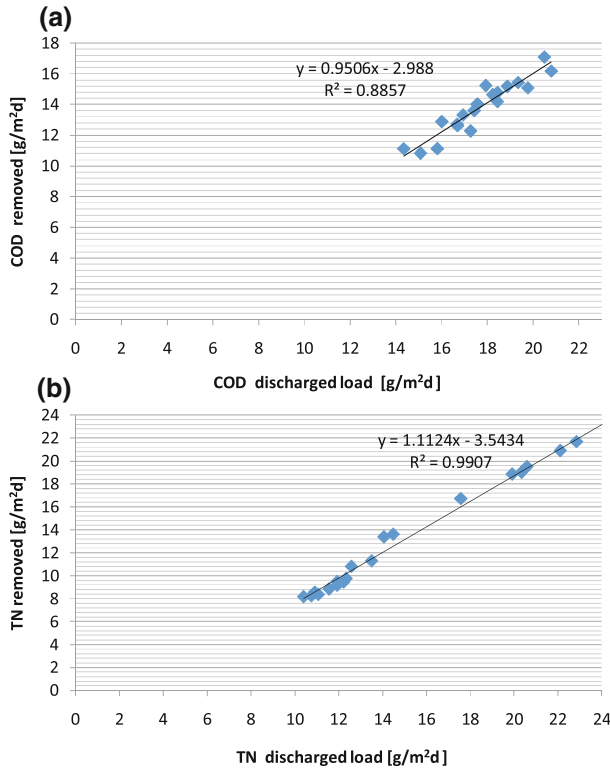 (a)
18
16
14
12
10
8
6
4
2
0
COD removed [g/m²d]
y = 0.9506x - 2.988
R² = 0.8857
0 2 4 6 8 10 12 14 16 18 20 22
COD discharged load [g/m²d ]
(b)
24
22
20
18
16
14
12
10
8
6
4
2
0
TN removed [g/m²d]
y = 1.1124x - 3.5434
R² = 0.9907
0 2 4 6 8 10 12 14 16 18 20 22 24
TN discharged load [g/m²d]